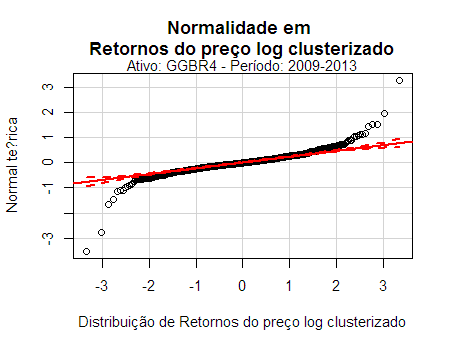 Normalidade em
Retornos do preço log clusterizado
Ativo: GGBR4 - Período: 2009-2013
Normal te?rica
3
2
1
0
-1
-3
-3 -2 -1 0 1 2 3
Distribuição de Retornos do preço log clusterizado